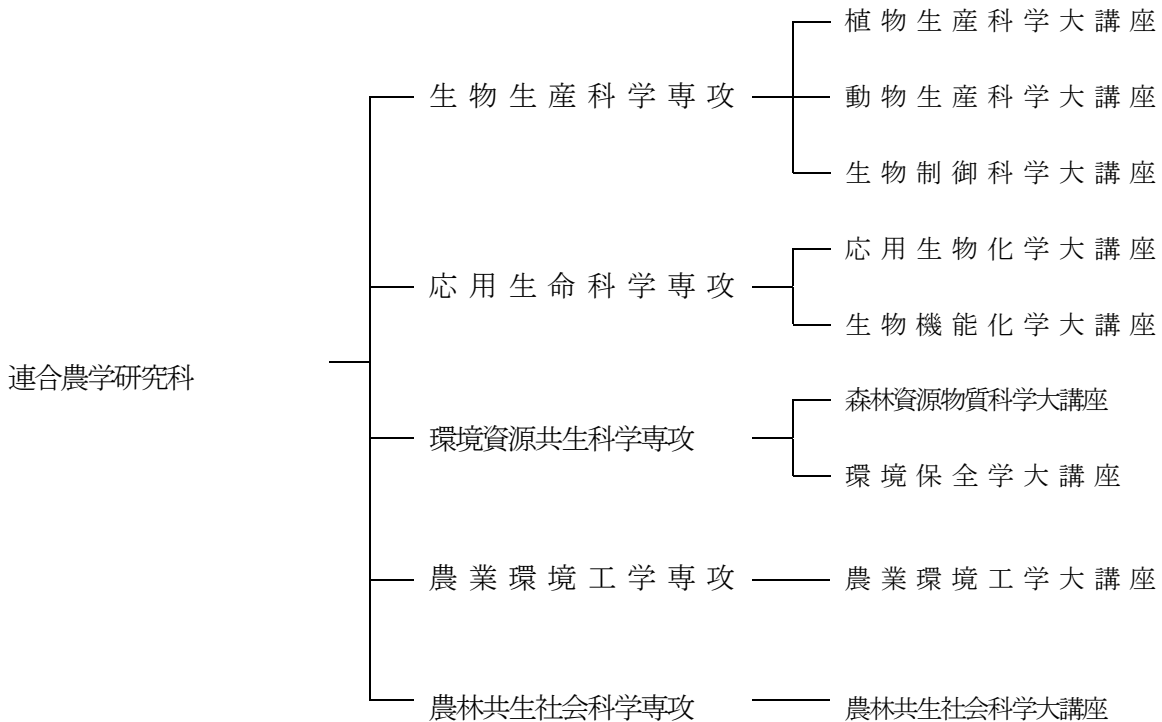 植物生産科学大講座
生物生産科学専攻
動物生産科学大講座
生物制御科学大講座
応用生物化学大講座
応用生命科学専攻
生物機能化学大講座
連合農学研究科
森林資源物質科学大講座
環境資源共生科学専攻
環境保全学大講座
農業環境工学専攻
農業環境工学大講座
農林共生社会科学専攻
農林共生社会科学大講座